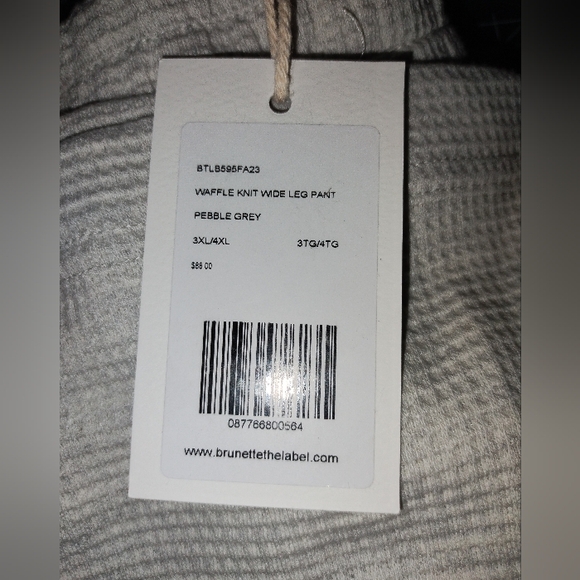 BTLB595FA23
WAFFLE KNIT WIDE LEG PANT
PEBBLE GREY
3XL/4XL 3TG/4TG
$88.00
087766800564
www.brunettethelabel.com